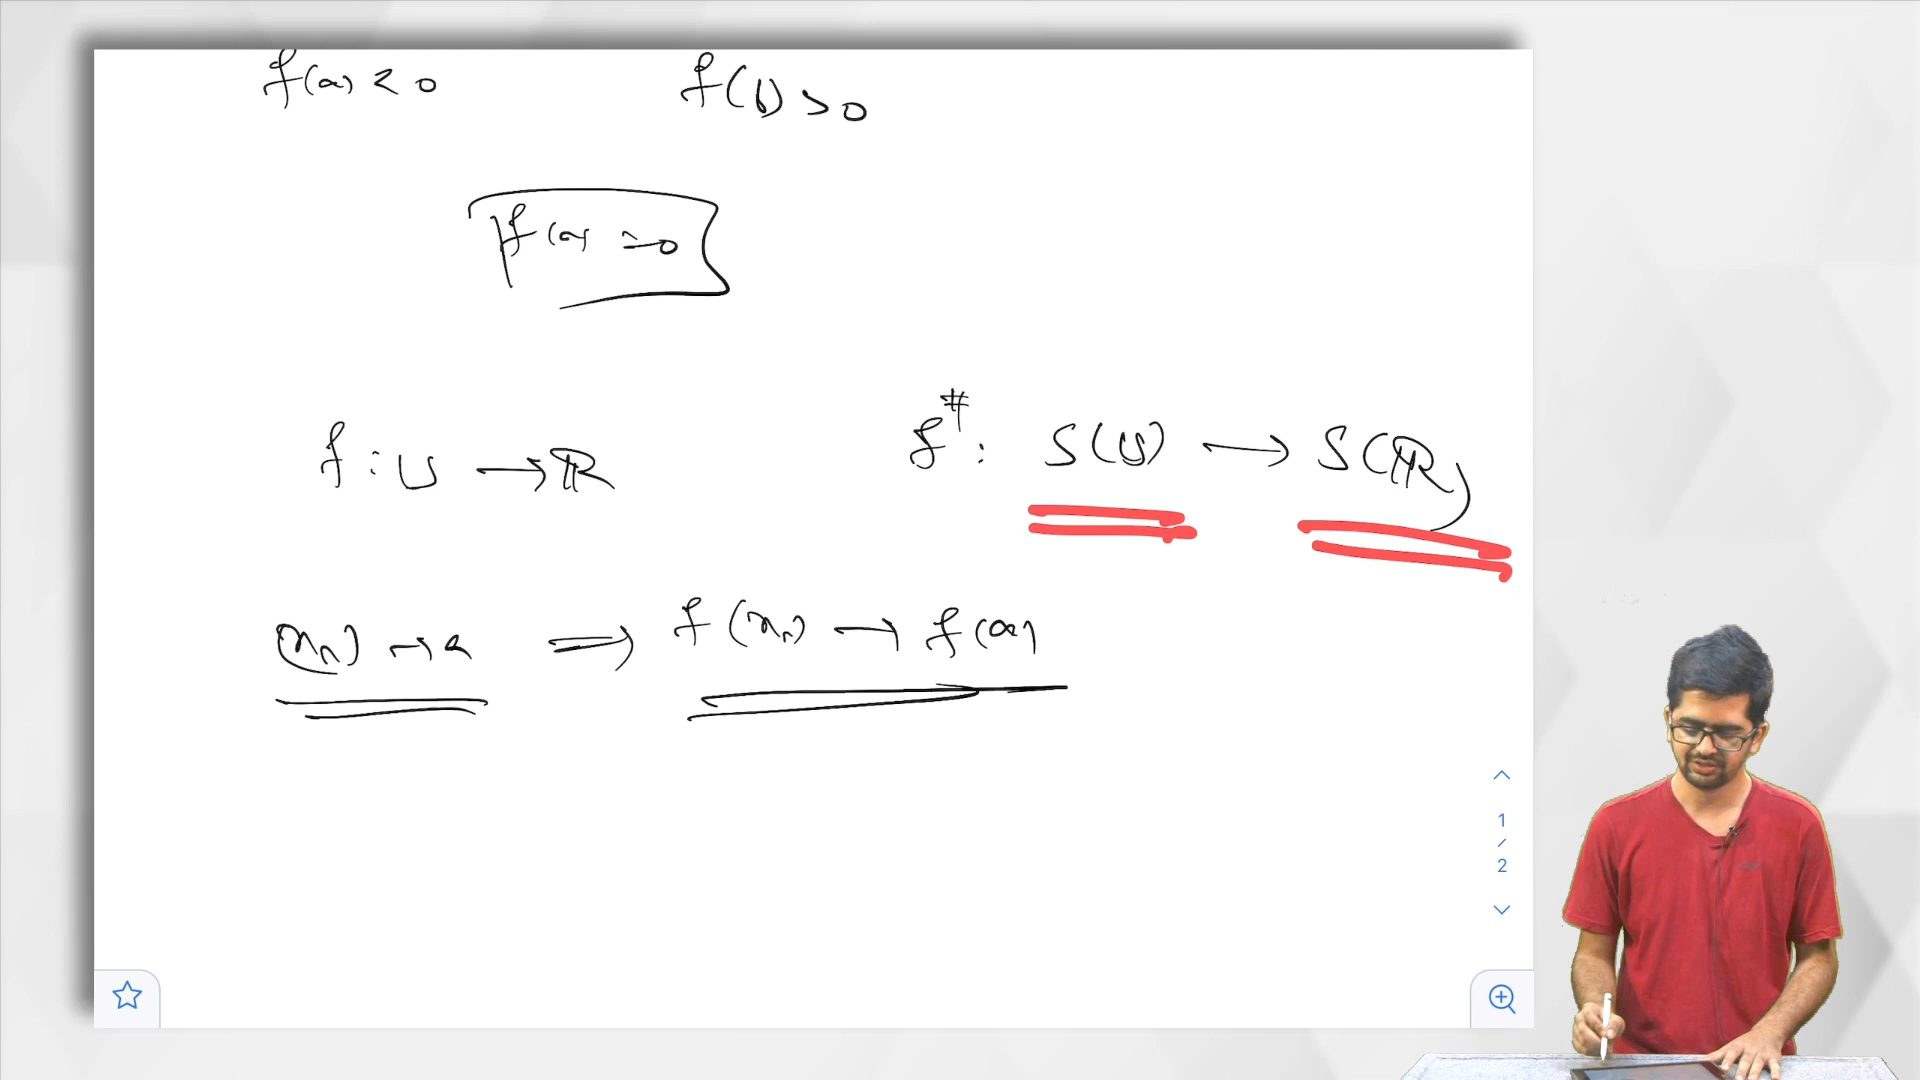 f(a) < 0 f(b) > 0
f(a) = 0
f : U → ℝ f^# : S(U) → S(ℝ)
(xₙ) → a ⇒ f(xₙ) → f(a)
1
/
2